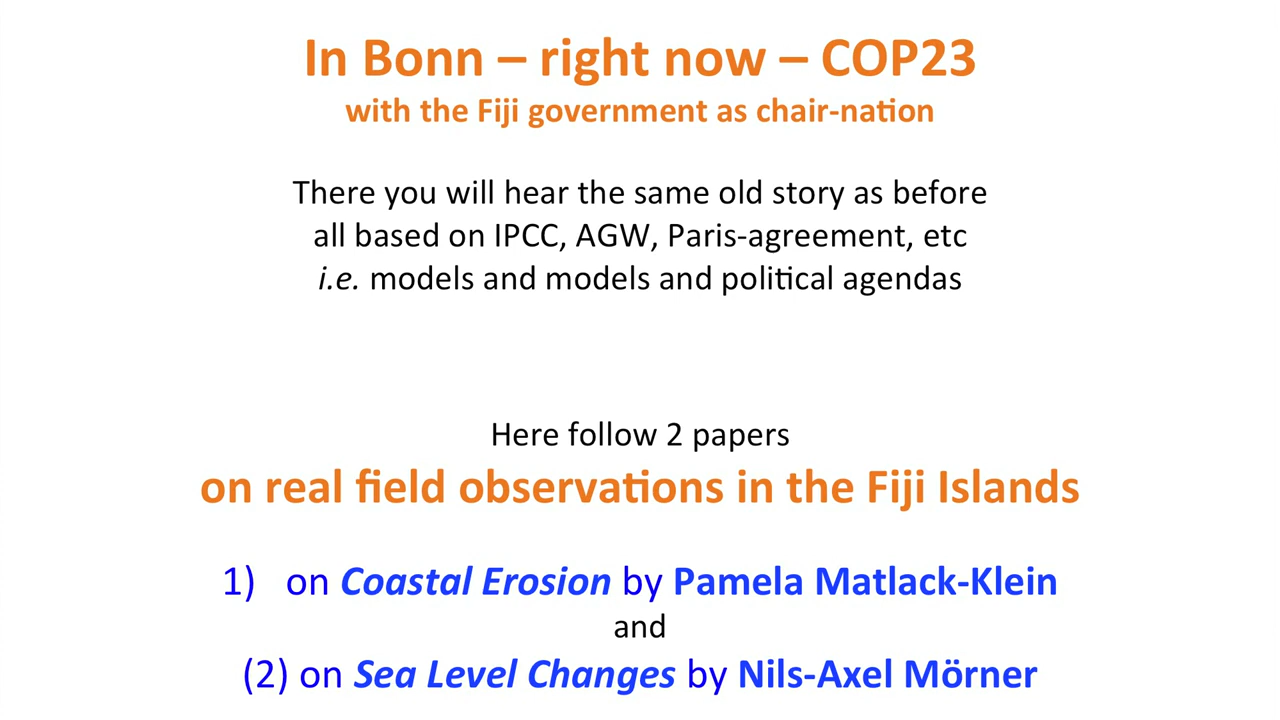 In Bonn – right now – COP23
with the Fiji government as chair-nation
There you will hear the same old story as before
all based on IPCC, AGW, Paris-agreement, etc
i.e. models and models and political agendas
Here follow 2 papers
on real field observations in the Fiji Islands
1) on Coastal Erosion by Pamela Matlack-Klein
and
(2) on Sea Level Changes by Nils-Axel Mörner